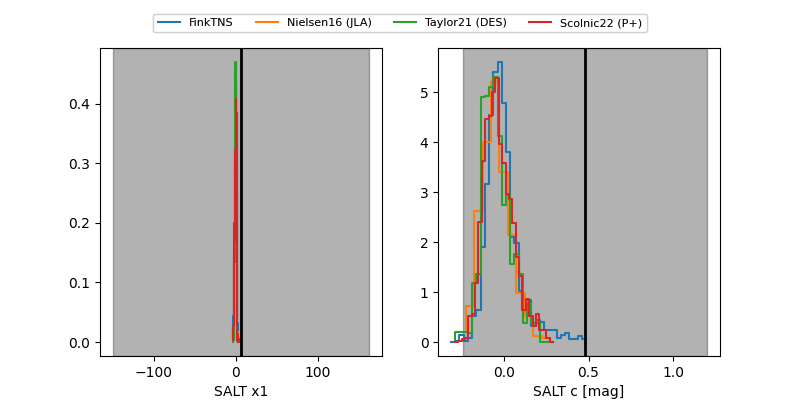 FinkTNS Nielsen16 (JLA) Taylor21 (DES) Scolnic22 (P+)
0.4
0.3
0.2
0.1
0.0
−100 0 100
SALT x1
5
4
3
2
1
0
0.0 0.5 1.0
SALT c [mag]